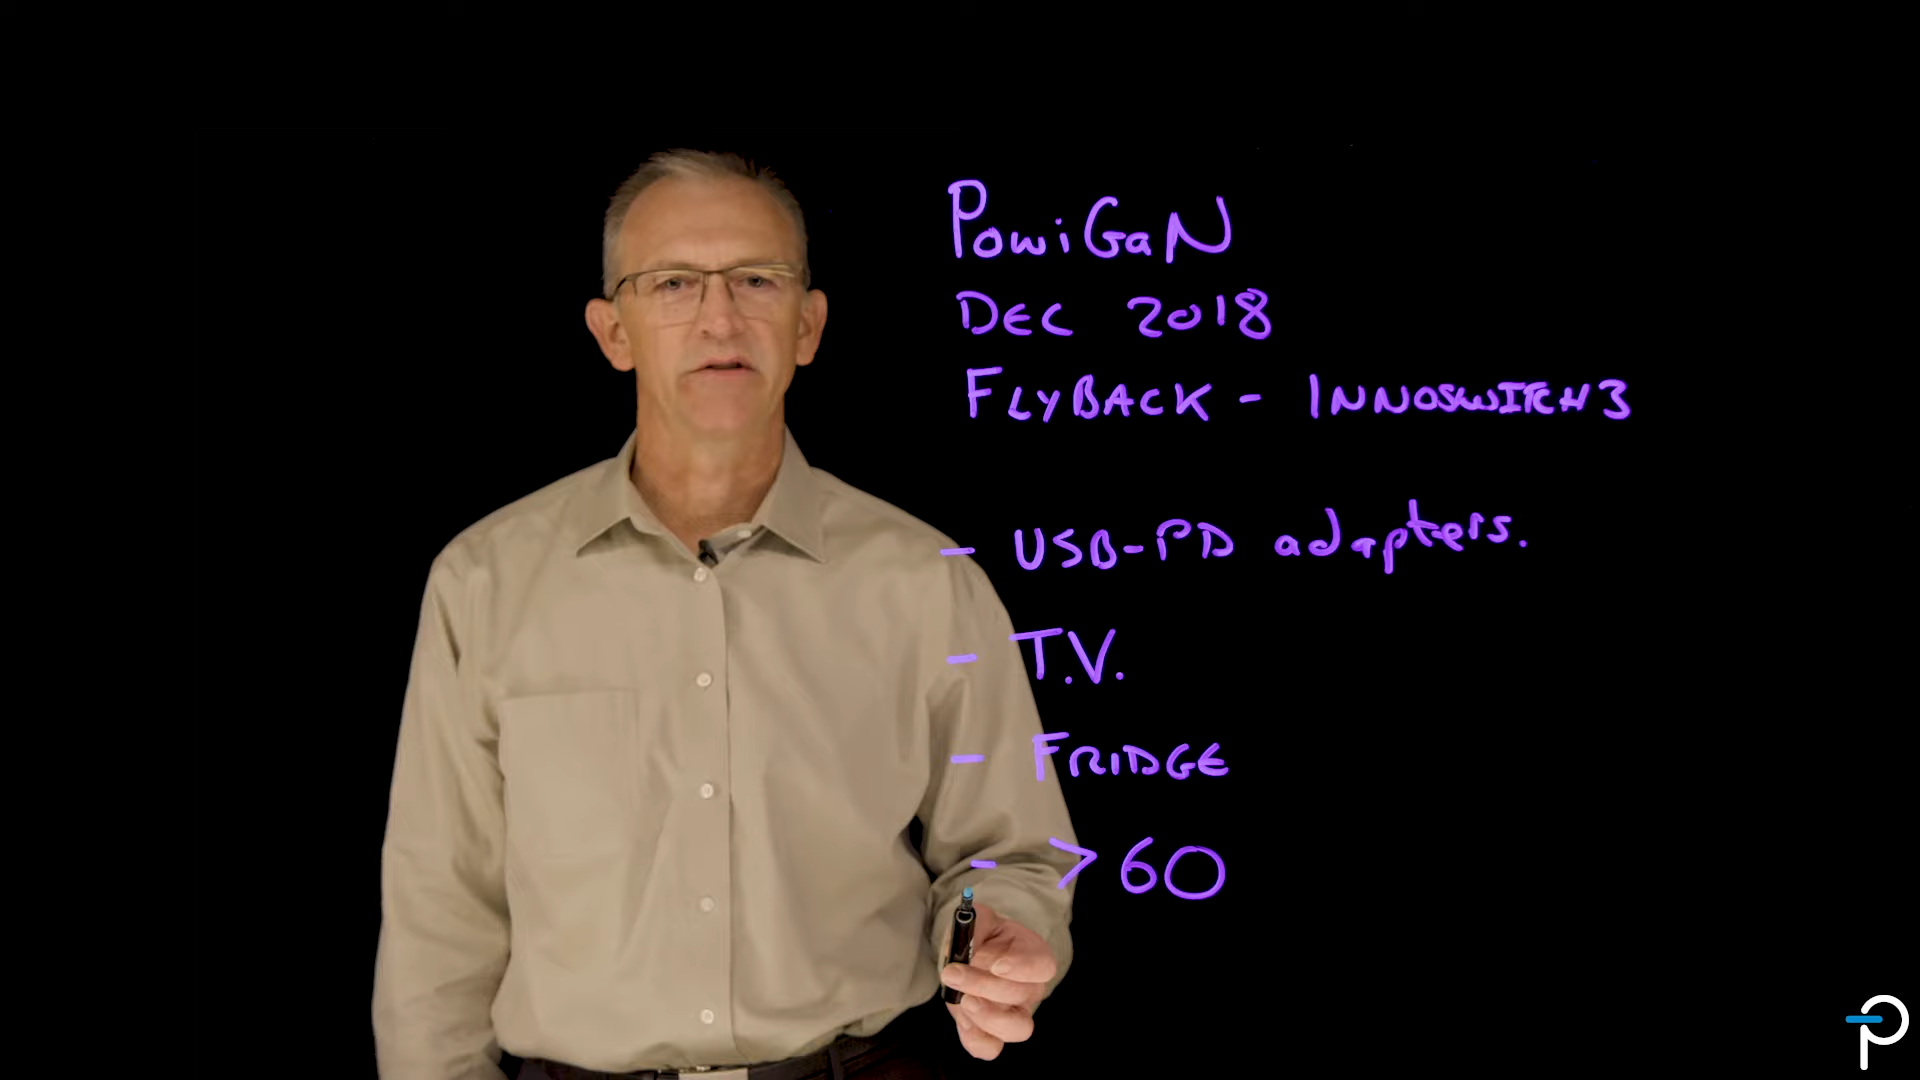 PowiGaN
DEC 2018
FLYBACK - INNOSWITCH3
- USB-PD adapters.
- T.V.
- FRIDGE
- >60